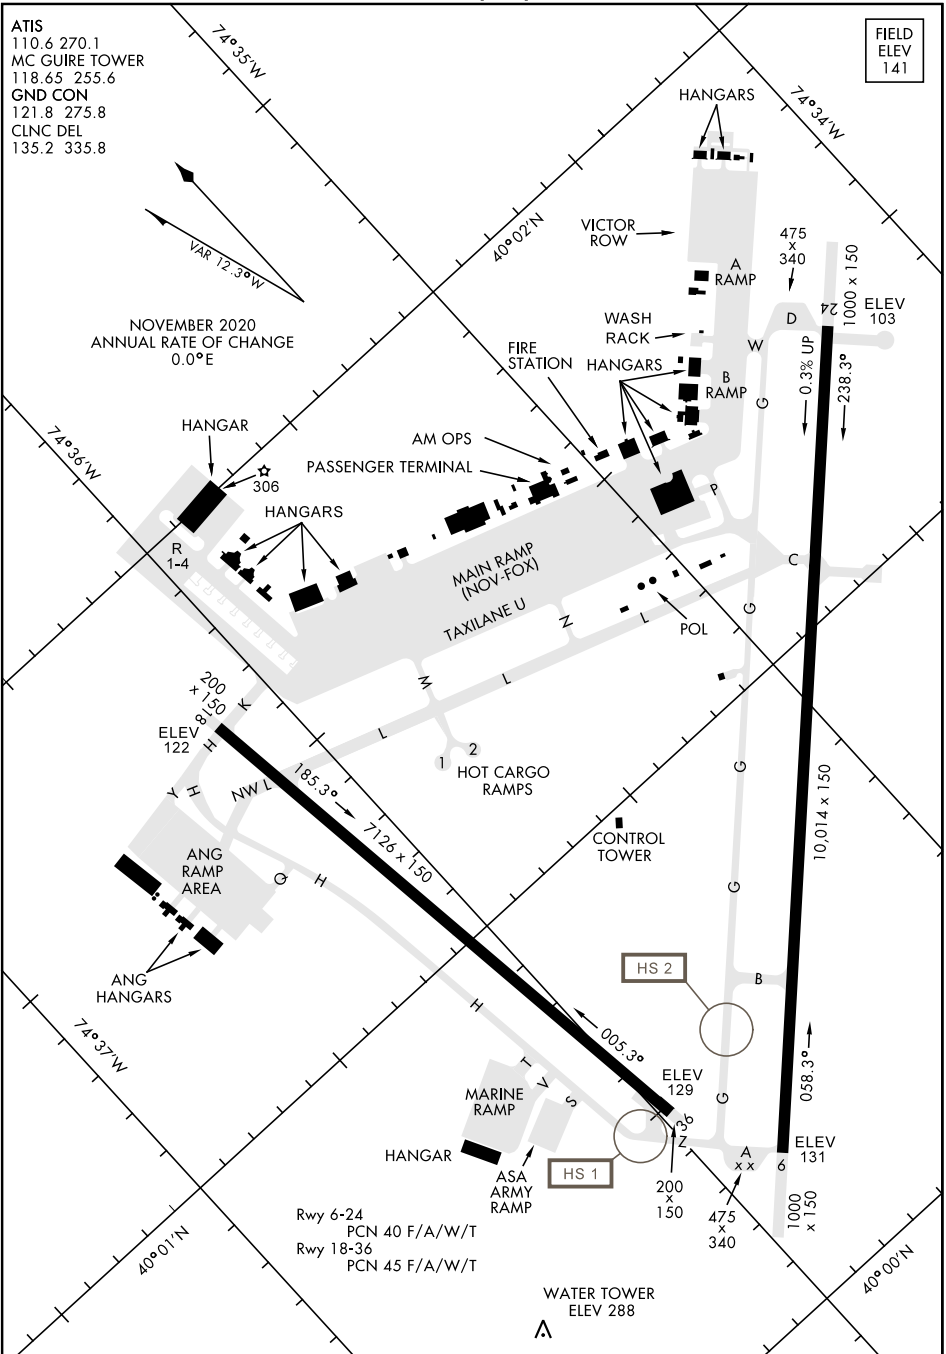 ATIS
110.6 270.1
MC GUIRE TOWER
118.65 255.6
GND CON
121.8 275.8
CLNC DEL
135.2 335.8
FIELD
ELEV
141
74°35'W
74°34'W
40°02'N
VAR 12.3°W
NOVEMBER 2020
ANNUAL RATE OF CHANGE
0.0°E
HANGARS
VICTOR
ROW
475
x
340
A
RAMP
1000 x 150
24
ELEV
103
D
W
WASH
RACK
FIRE
STATION
HANGARS
B
RAMP
G
0.3% UP
238.3°
74°36'W
HANGAR
306
AM OPS
PASSENGER TERMINAL
HANGARS
P
R
1-4
MAIN RAMP
(NOV-FOX)
TAXILANE U
N
L
POL
C
G
G
M
L
L
200
x 150
18
K
H
ELEV
122
1
2
HOT CARGO
RAMPS
G
185.3°
7126 x 150
NW L
Y
H
CONTROL
TOWER
10,014 x 150
ANG
RAMP
AREA
Q
H
G
ANG
HANGARS
HS 2
B
H
74°37'W
005.3°
058.3°
T
V
S
MARINE
RAMP
ELEV
129
36
G
Z
HANGAR
HS 1
ASA
ARMY
RAMP
200
x
150
A
x x
475
x
340
6
ELEV
131
1000
x 150
Rwy 6-24
PCN 40 F/A/W/T
Rwy 18-36
PCN 45 F/A/W/T
40°01'N
40°00'N
WATER TOWER
ELEV 288